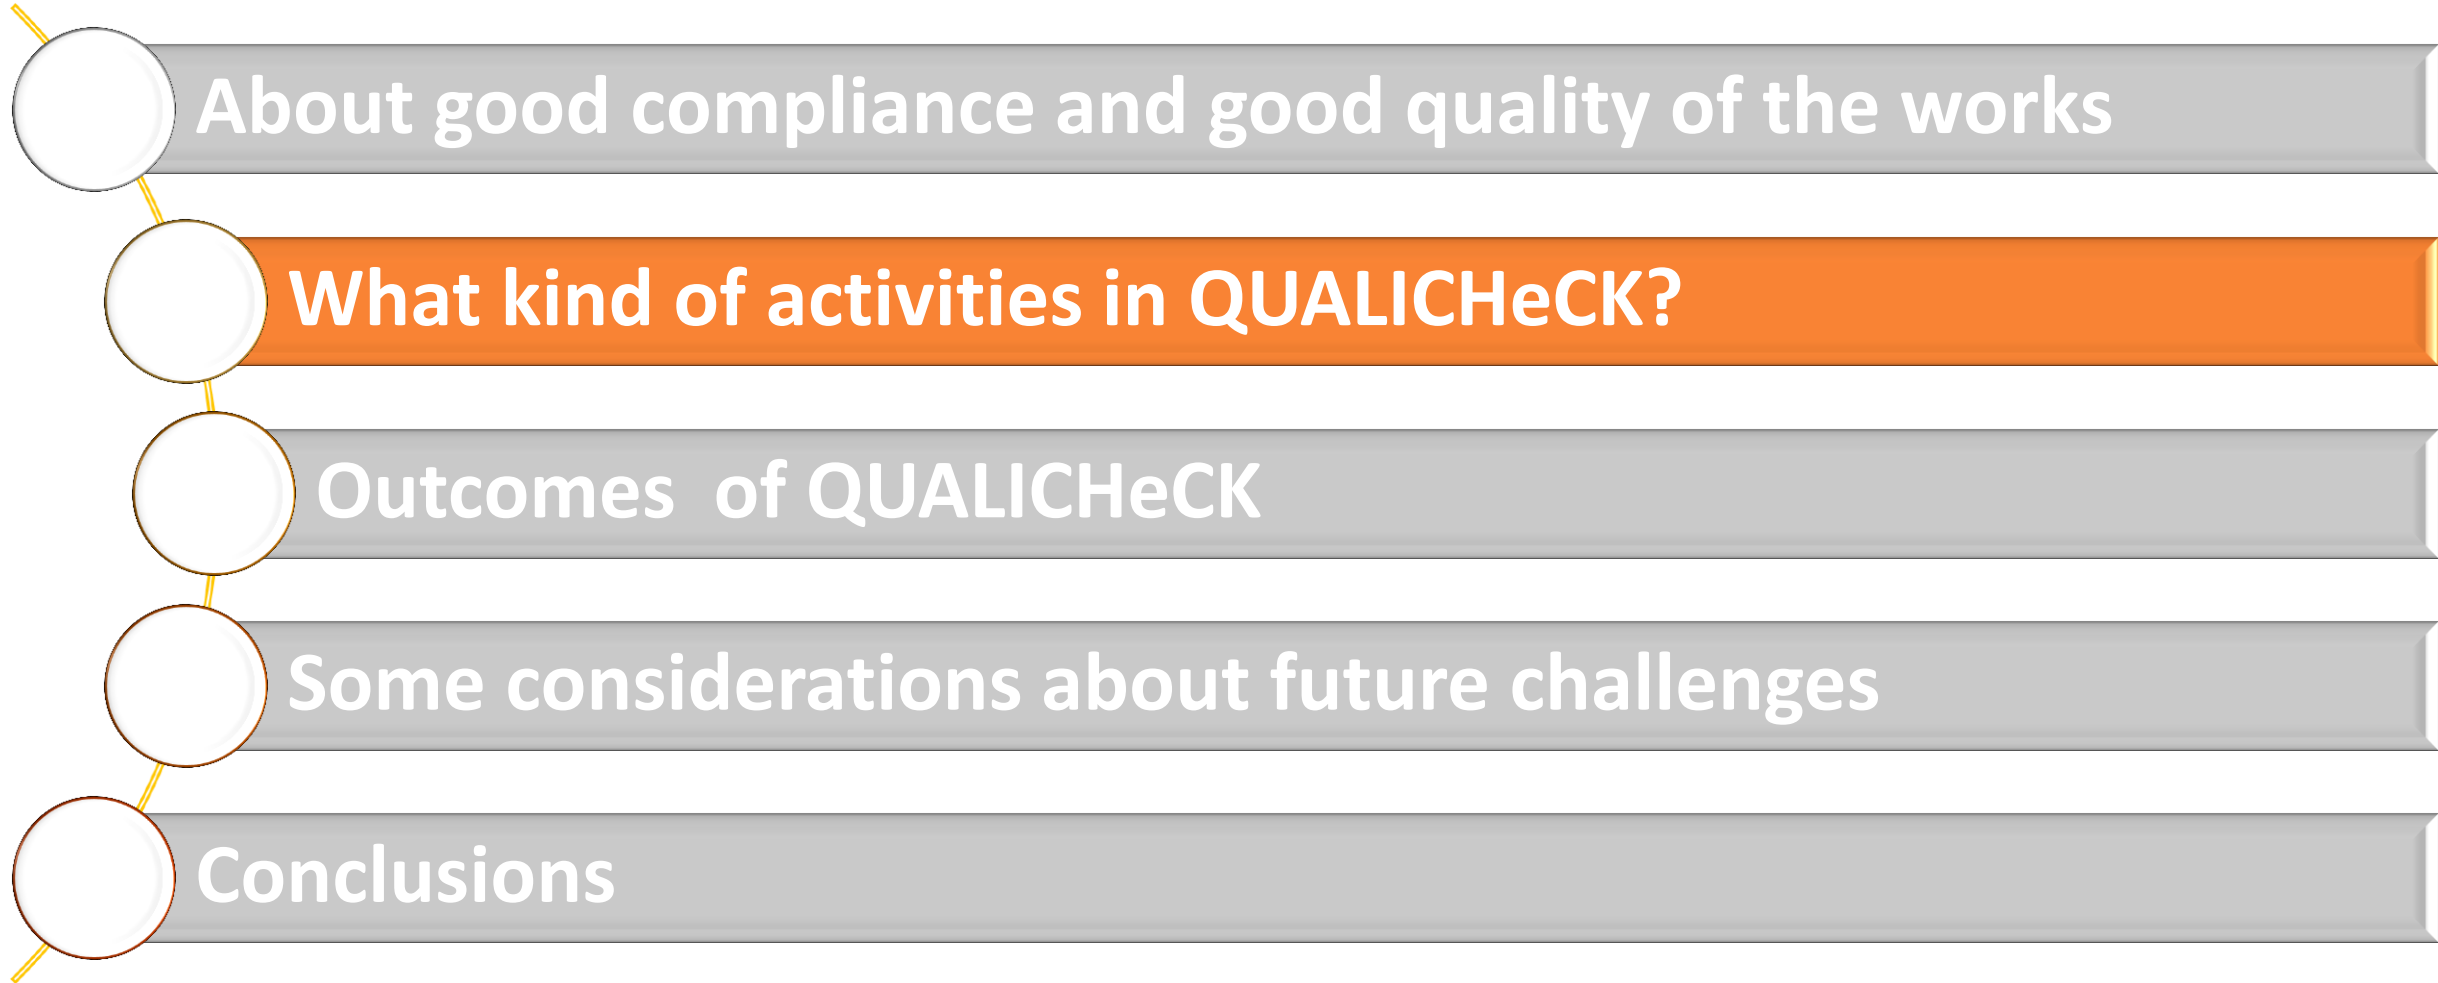 About good compliance and good quality of the works
What kind of activities in QUALICHeCK?
Outcomes  of QUALICHeCK
Some considerations about future challenges
Conclusions